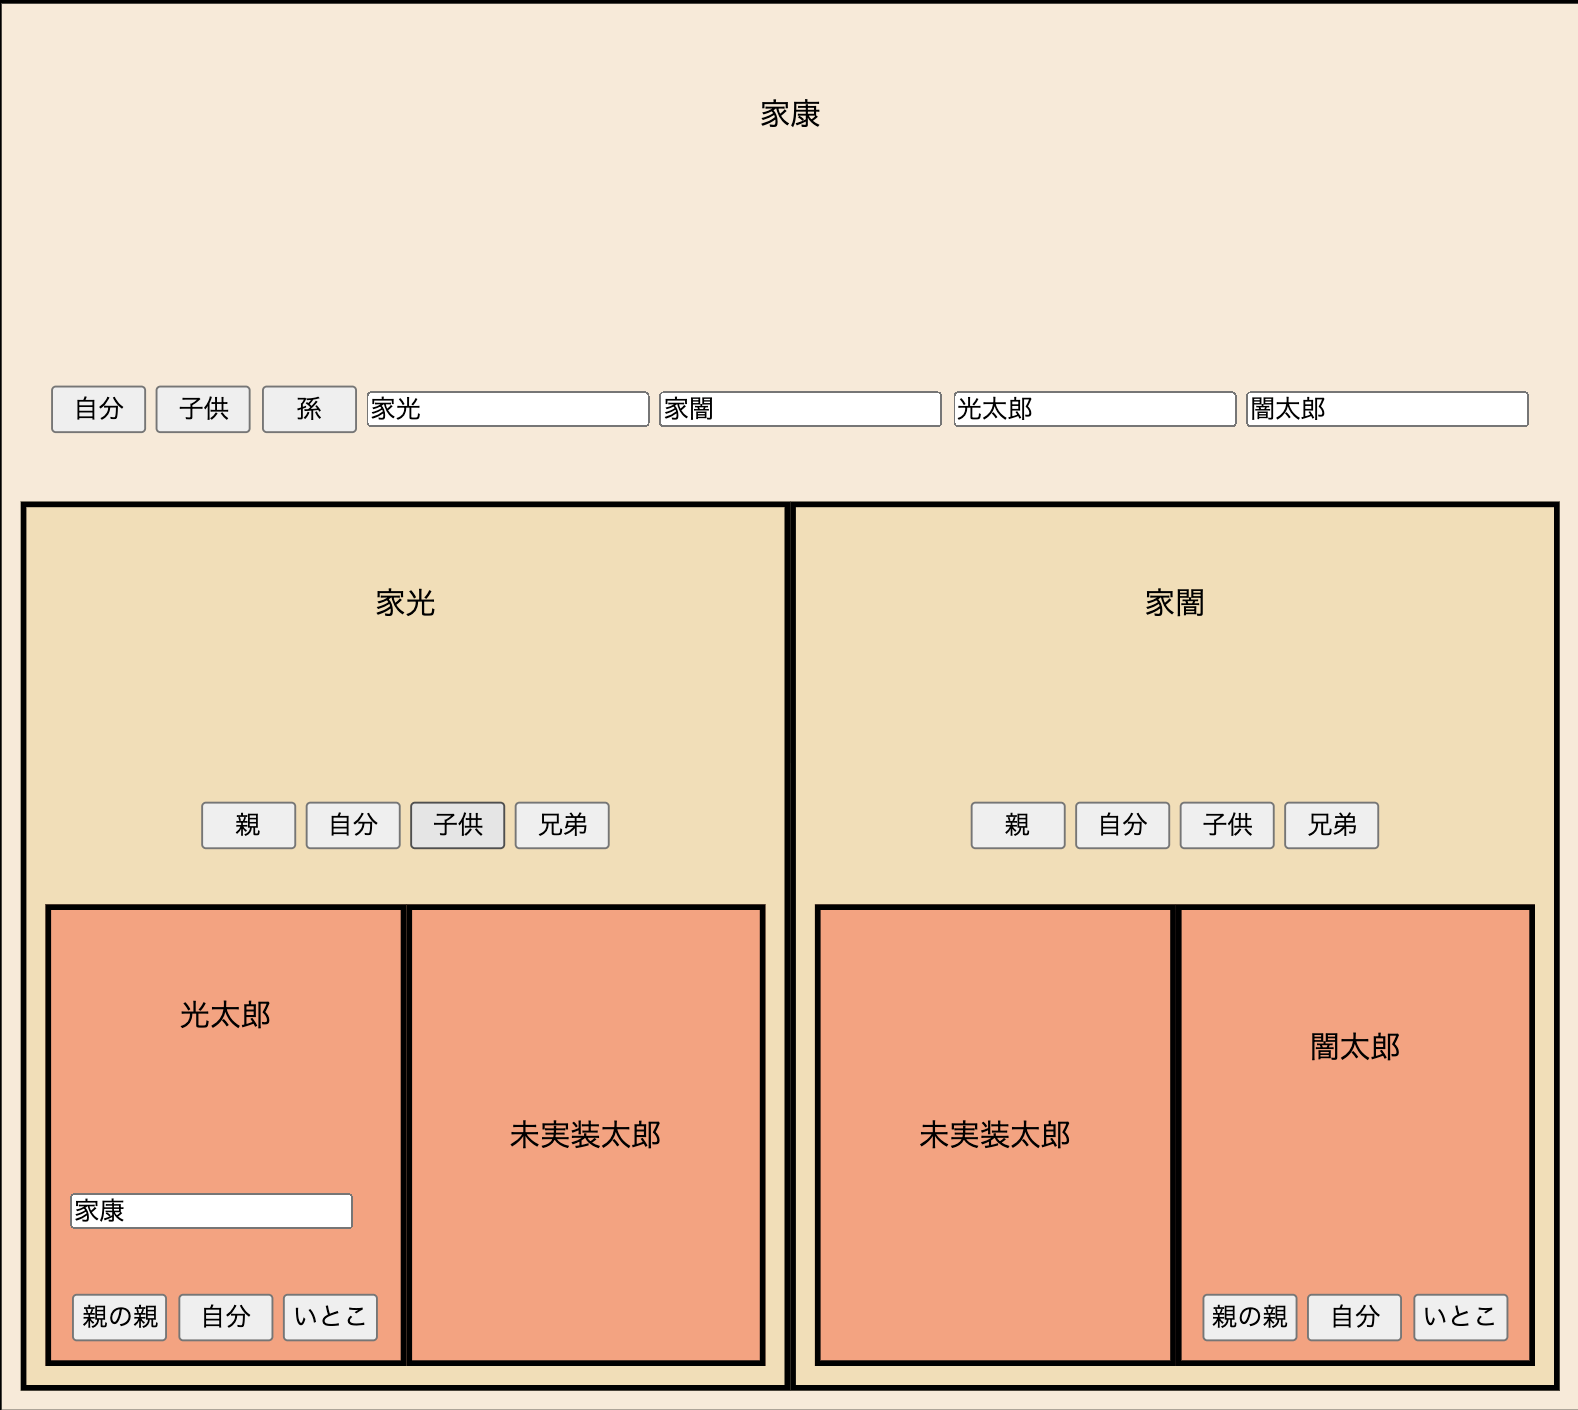 家康
自分 子供 孫 家光 家闇 光太郎 闇太郎
家光
親 自分 子供 兄弟
光太郎
家康
親の親 自分 いとこ
未実装太郎
家闇
親 自分 子供 兄弟
未実装太郎
闇太郎
親の親 自分 いとこ